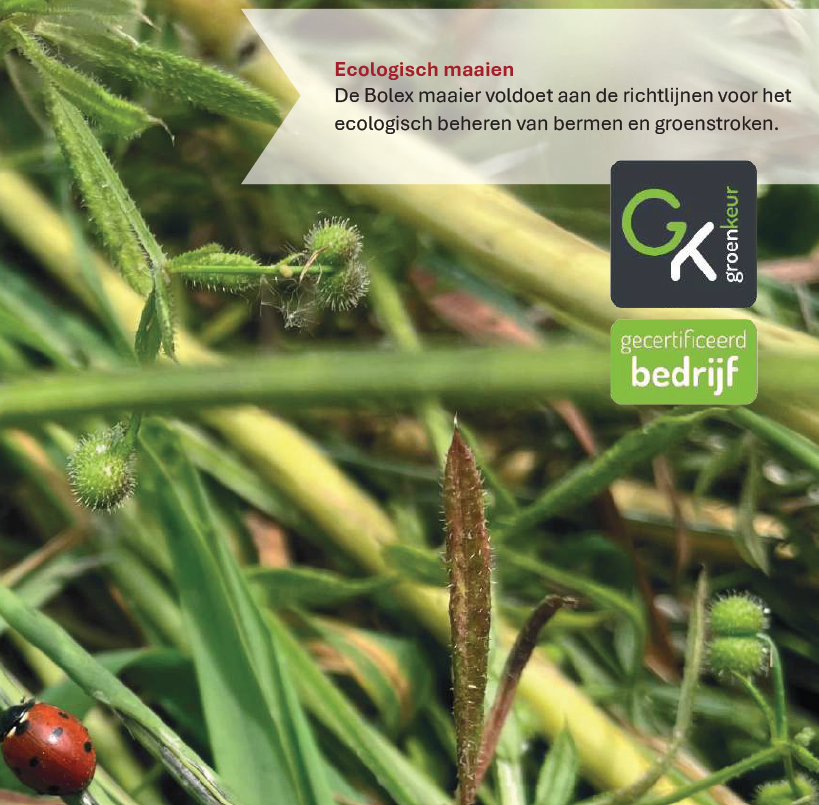 Ecologisch maaien
De Bolex maaier voldoet aan de richtlijnen voor het
ecologisch beheren van bermen en groenstroken.
GK
groenkeur
gecertificeerd
bedrijf